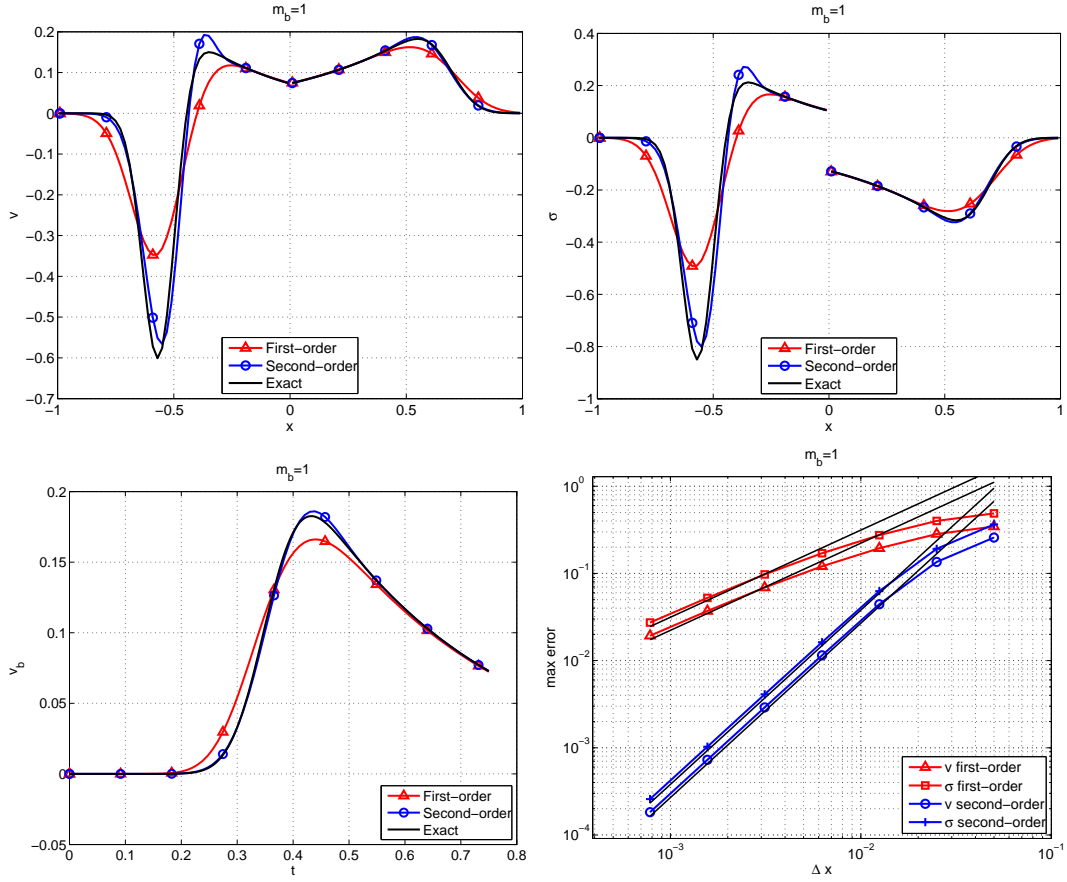 m_b=1
0.2
0.1
0
−0.1
−0.2
−0.3
−0.4
−0.5
−0.6
−0.7
v
−1
−0.5
0
0.5
1
x
First−order
Second−order
Exact
m_b=1
0.4
0.2
0
−0.2
−0.4
−0.6
−0.8
−1
σ
−1
−0.5
0
0.5
1
x
First−order
Second−order
Exact
m_b=1
0.2
0.15
0.1
0.05
0
−0.05
v_b
0
0.1
0.2
0.3
0.4
0.5
0.6
0.7
0.8
t
First−order
Second−order
Exact
m_b=1
10^0
10^−1
10^−2
10^−3
10^−4
max error
10^−3
10^−2
10^−1
Δ x
v first−order
σ first−order
v second−order
σ second−order